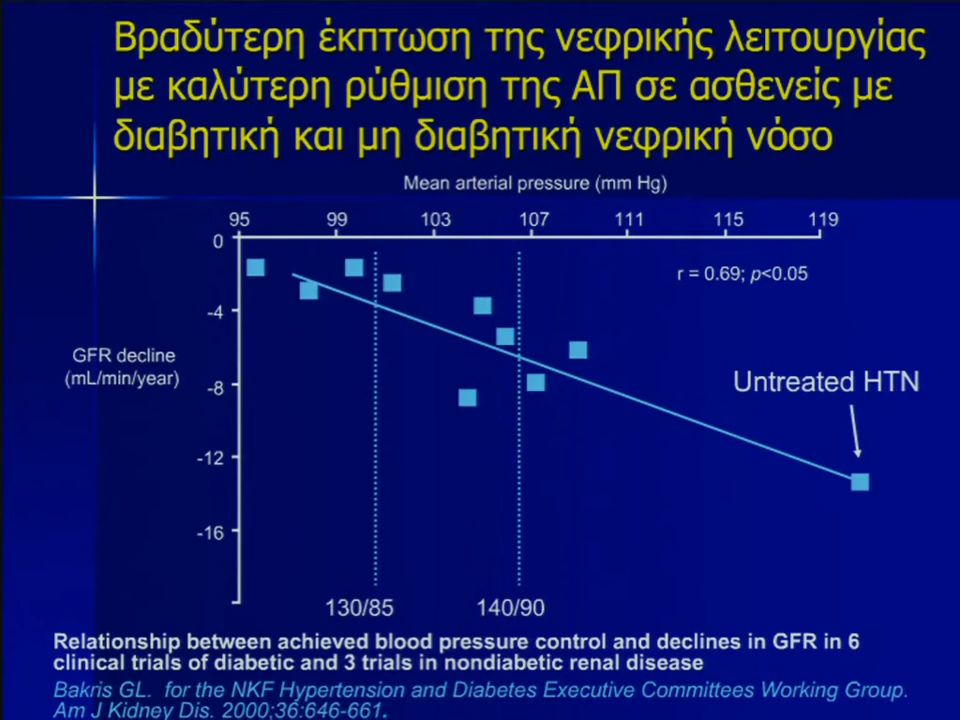 Βραδύτερη έκπτωση της νεφρικής λειτουργίας
με καλύτερη ρύθμιση της ΑΠ σε ασθενείς με
διαβητική και μη διαβητική νεφρική νόσο
Mean arterial pressure (mm Hg)
95 99 103 107 111 115 119
0
r = 0.69; p<0.05
-4
GFR decline
(mL/min/year)
-8
Untreated HTN
-12
-16
130/85 140/90
Relationship between achieved blood pressure control and declines in GFR in 6
clinical trials of diabetic and 3 trials in nondiabetic renal disease
Bakris GL. for the NKF Hypertension and Diabetes Executive Committees Working Group.
Am J Kidney Dis. 2000;36:646-661.